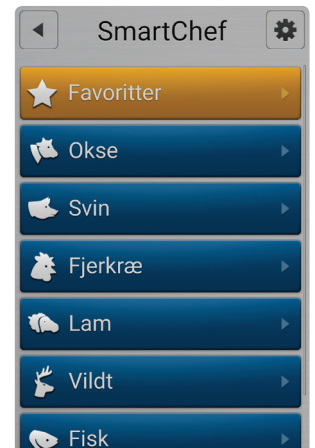 SmartChef
Favoritter
Okse
Svin
Fjerkræ
Lam
Vildt
Fisk